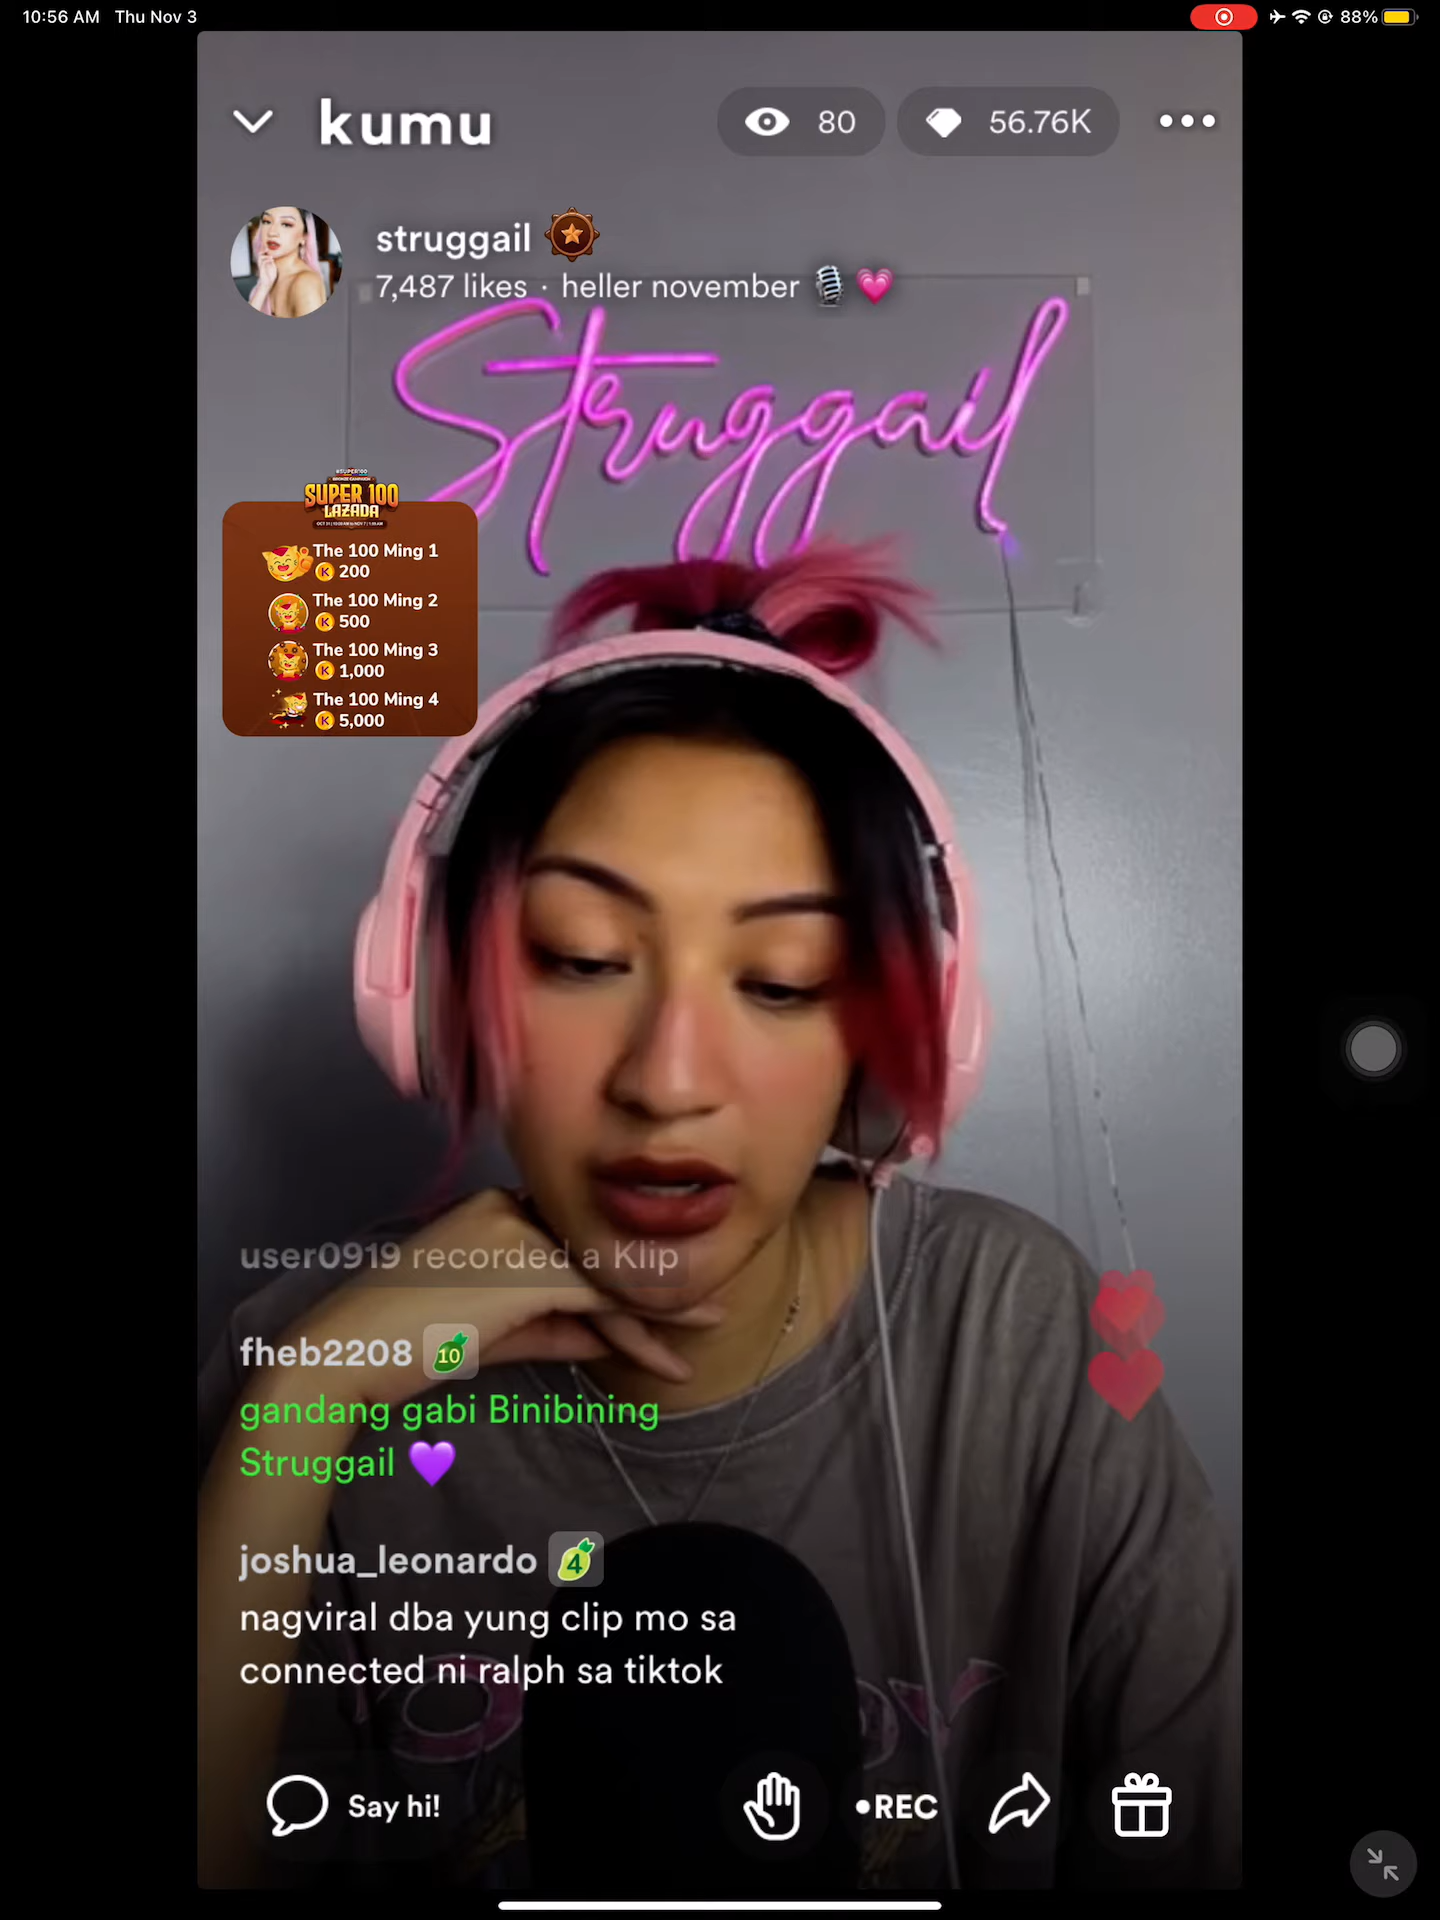 10:56 AM Thu Nov 3
88%
kumu
80
56.76K
struggail
7,487 likes · heller november 🎙️💗
Struggail
#SUPER100
BRONZE CAMPAIGN
SUPER 100
LAZADA
The 100 Ming 1
K 200
The 100 Ming 2
K 500
The 100 Ming 3
K 1,000
The 100 Ming 4
K 5,000
user0919 recorded a Klip
fheb2208 10
gandang gabi Binibining
Struggail 💜
joshua_leonardo 4
nagviral dba yung clip mo sa
connected ni ralph sa tiktok
Say hi!
•REC